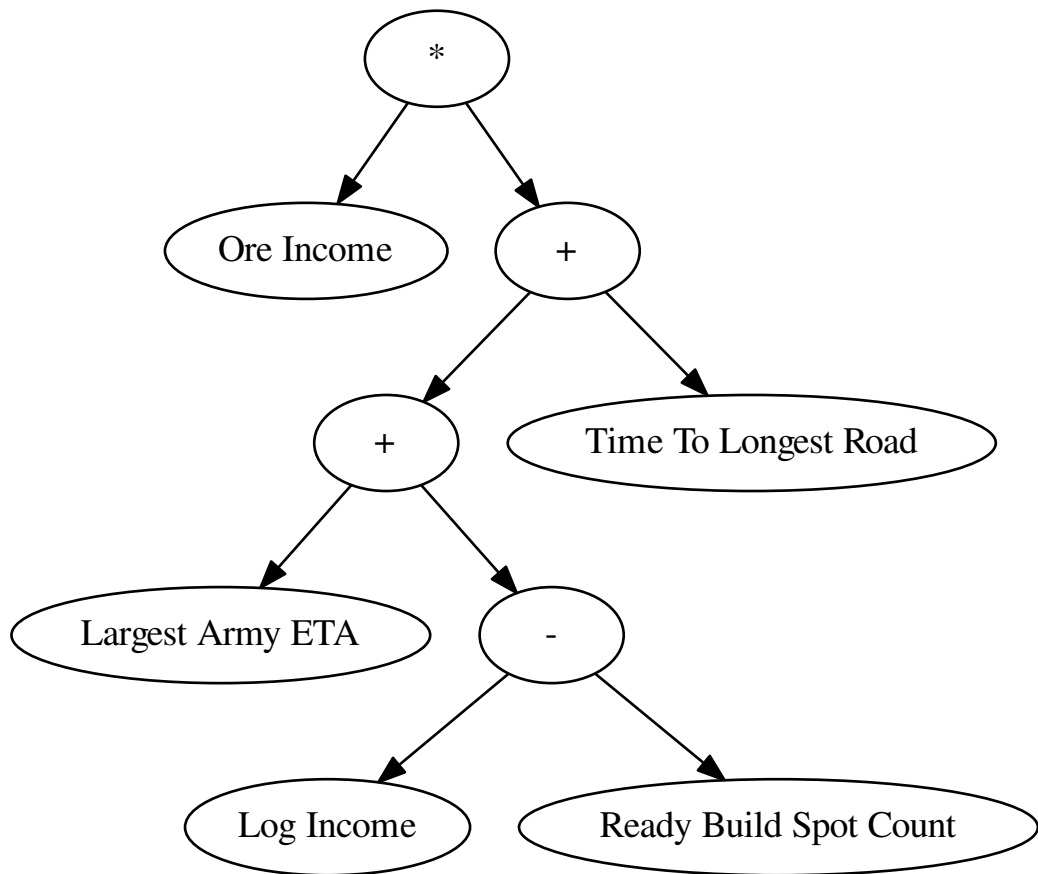 *
Ore Income
+
+
Time To Longest Road
Largest Army ETA
-
Log Income
Ready Build Spot Count